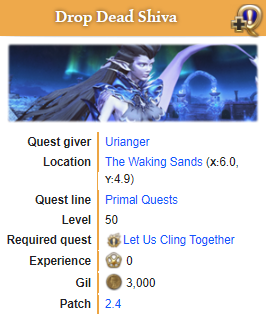 Drop Dead Shiva
Quest giver Urianger
Location The Waking Sands (x:6.0,
Y:4.9)
Quest line Primal Quests
Level 50
Required quest Let Us Cling Together
Experience 0
Gil 3,000
Patch 2.4